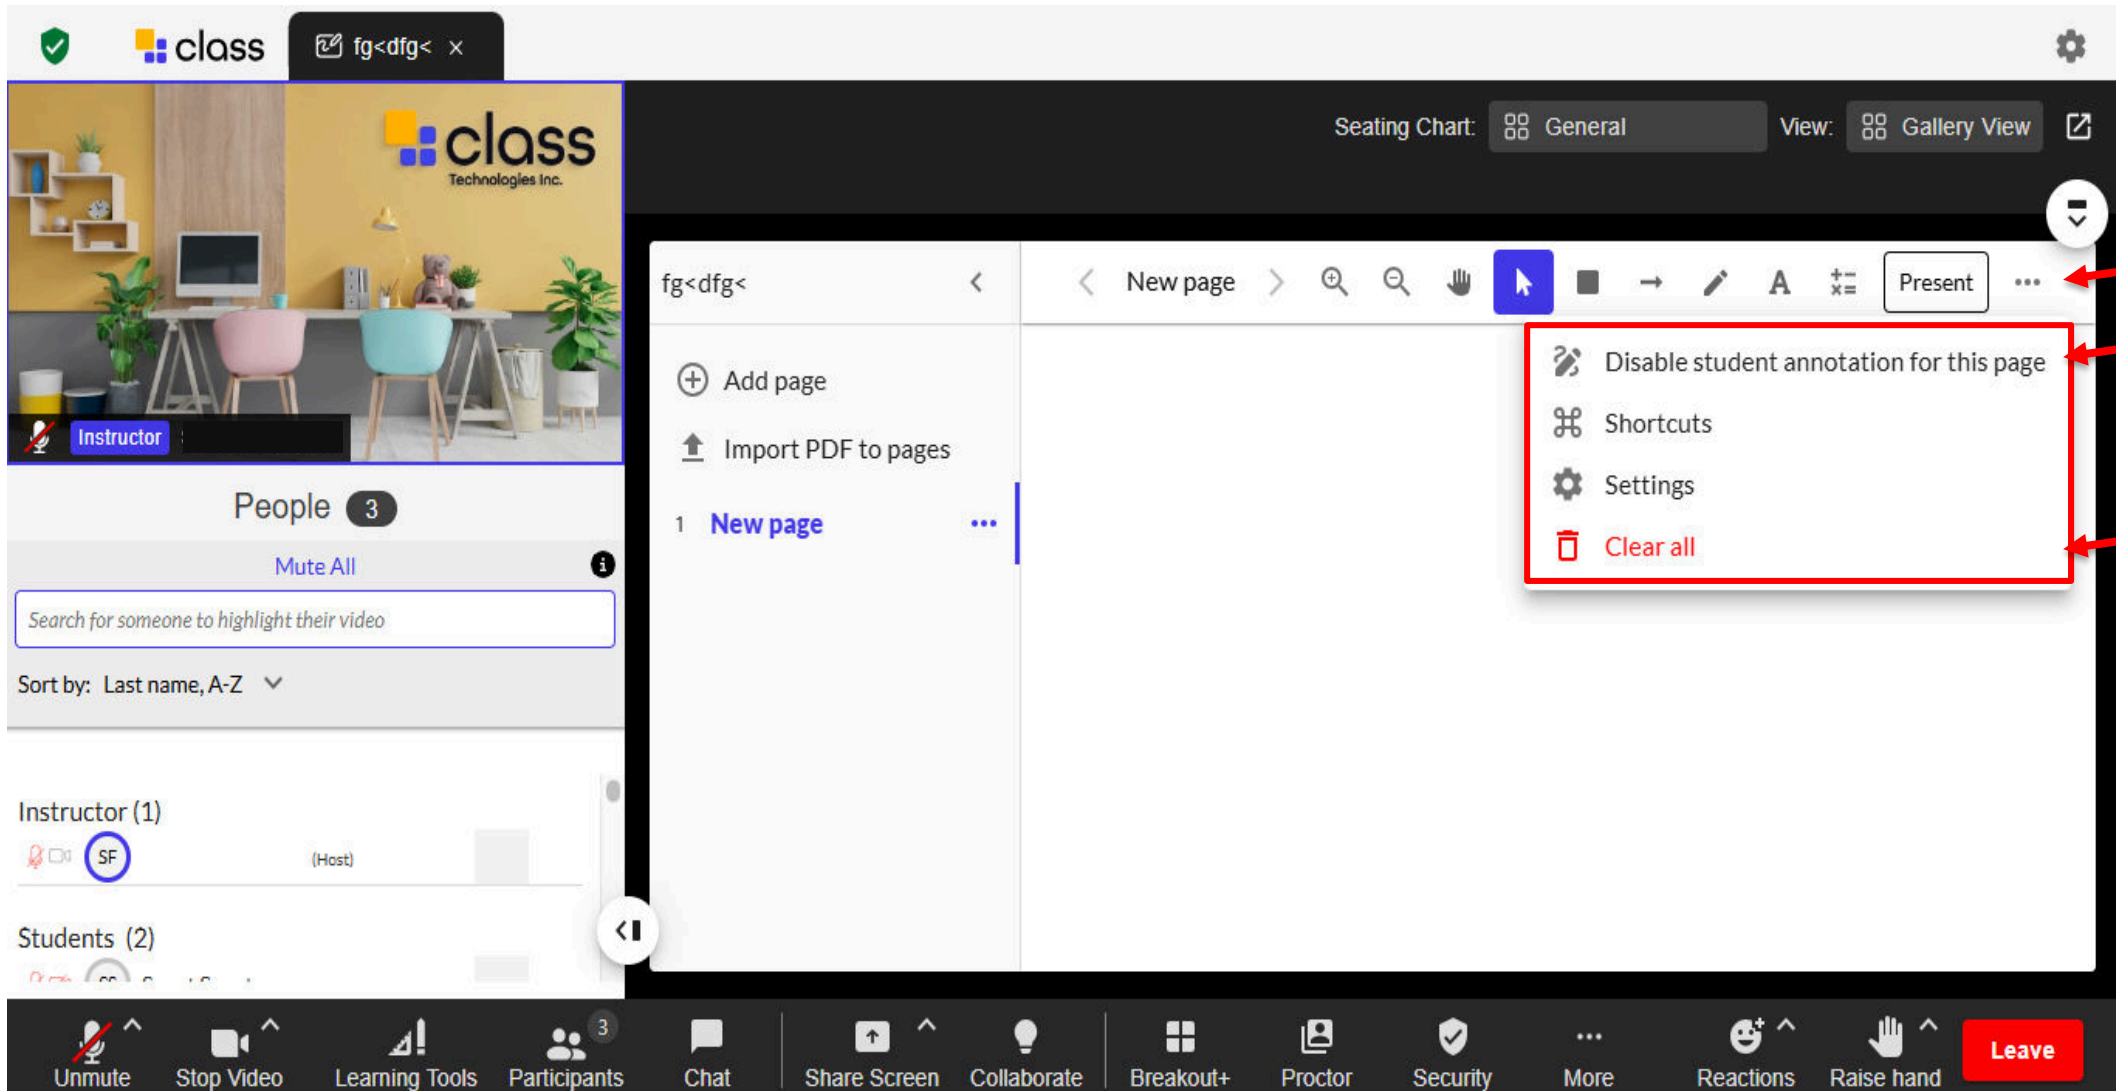 class
fg<dfg< ×
class
Technologies Inc.
Instructor
Seating Chart: General
View: Gallery View
fg<dfg<
New page
A
Present
Add page
Import PDF to pages
1 New page
Disable student annotation for this page
Shortcuts
Settings
Clear all
People 3
Mute All
Search for someone to highlight their video
Sort by: Last name, A-Z
Instructor (1)
SF (Host)
Students (2)
Unmute
Stop Video
Learning Tools
3
Participants
Chat
Share Screen
Collaborate
Breakout+
Proctor
Security
More
Reactions
Raise hand
Leave